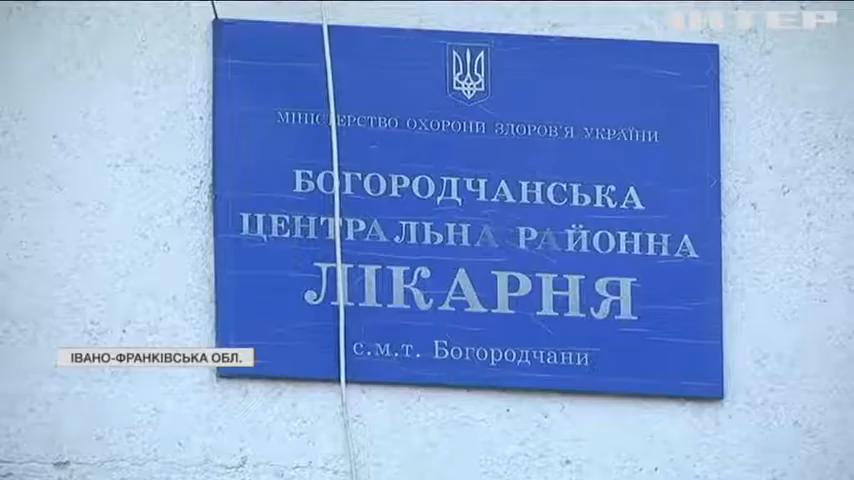 ІНТЕР
МІНІСТЕРСТВО ОХОРОНИ ЗДОРОВ'Я УКРАЇНИ
БОГОРОДЧАНСЬКА
ЦЕНТРАЛЬНА РАЙОННА
ЛІКАРНЯ
с.м.т. Богородчани
ІВАНО-ФРАНКІВСЬКА ОБЛ.